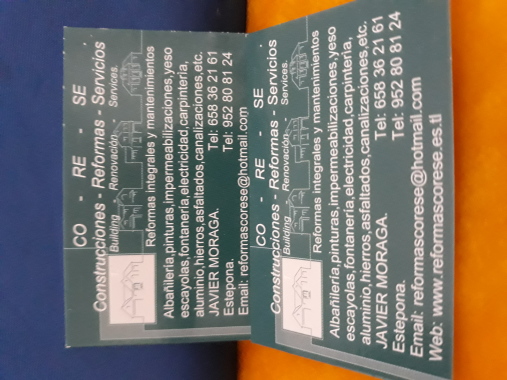 CO - RE - SE .
Construcciones - Reformas - Servicios
Building - Renovación - Services.
Reformas integrales y mantenimientos
Albañilería,pinturas,impermeabilizaciones,yeso
escayolas,fontanería,electricidad,carpintería,
aluminio,hierros,asfaltados,canalizaciones,etc.
JAVIER MORAGA. Tel: 658 36 21 61
Estepona. Tel: 952 80 81 24
Email: reformascorese@hotmail.com
CO - RE - SE .
Construcciones - Reformas - Servicios
Building - Renovación - Services.
Reformas integrales y mantenimientos
Albañilería,pinturas,impermeabilizaciones,yeso
escayolas,fontanería,electricidad,carpintería,
aluminio,hierros,asfaltados,canalizaciones,etc.
JAVIER MORAGA. Tel: 658 36 21 61
Estepona. Tel: 952 80 81 24
Email: reformascorese@hotmail.com
Web: www.reformascorese.es.tl